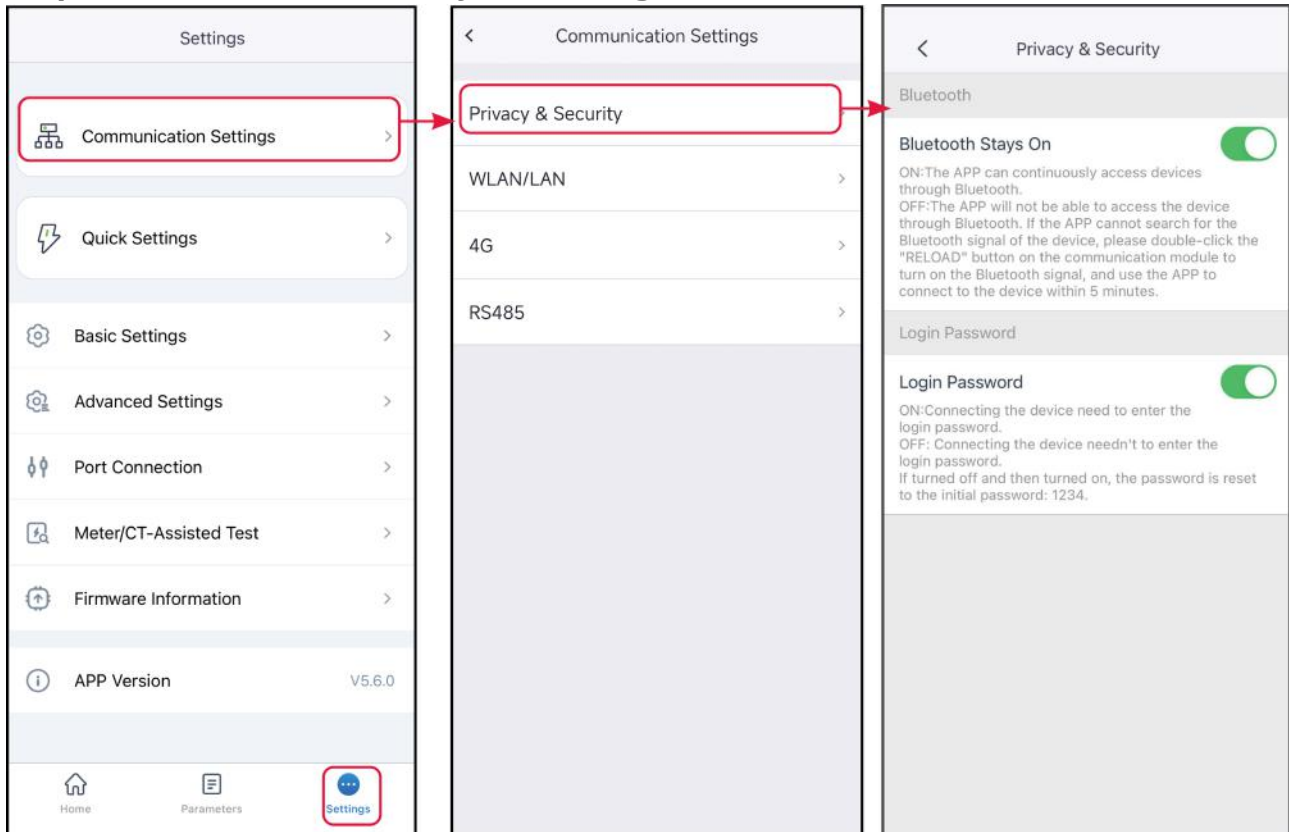 Settings
Communication Settings
Quick Settings
Basic Settings
Advanced Settings
Port Connection
Meter/CT-Assisted Test
Firmware Information
APP Version V5.6.0
Home Parameters Settings
Communication Settings
Privacy & Security
WLAN/LAN
4G
RS485
Privacy & Security
Bluetooth
Bluetooth Stays On
ON:The APP can continuously access devices
through Bluetooth.
OFF:The APP will not be able to access the device
through Bluetooth. If the APP cannot search for the
Bluetooth signal of the device, please double-click the
"RELOAD" button on the communication module to
turn on the Bluetooth signal, and use the APP to
connect to the device within 5 minutes.
Login Password
Login Password
ON:Connecting the device need to enter the
login password.
OFF: Connecting the device needn't to enter the
login password.
If turned off and then turned on, the password is reset
to the initial password: 1234.